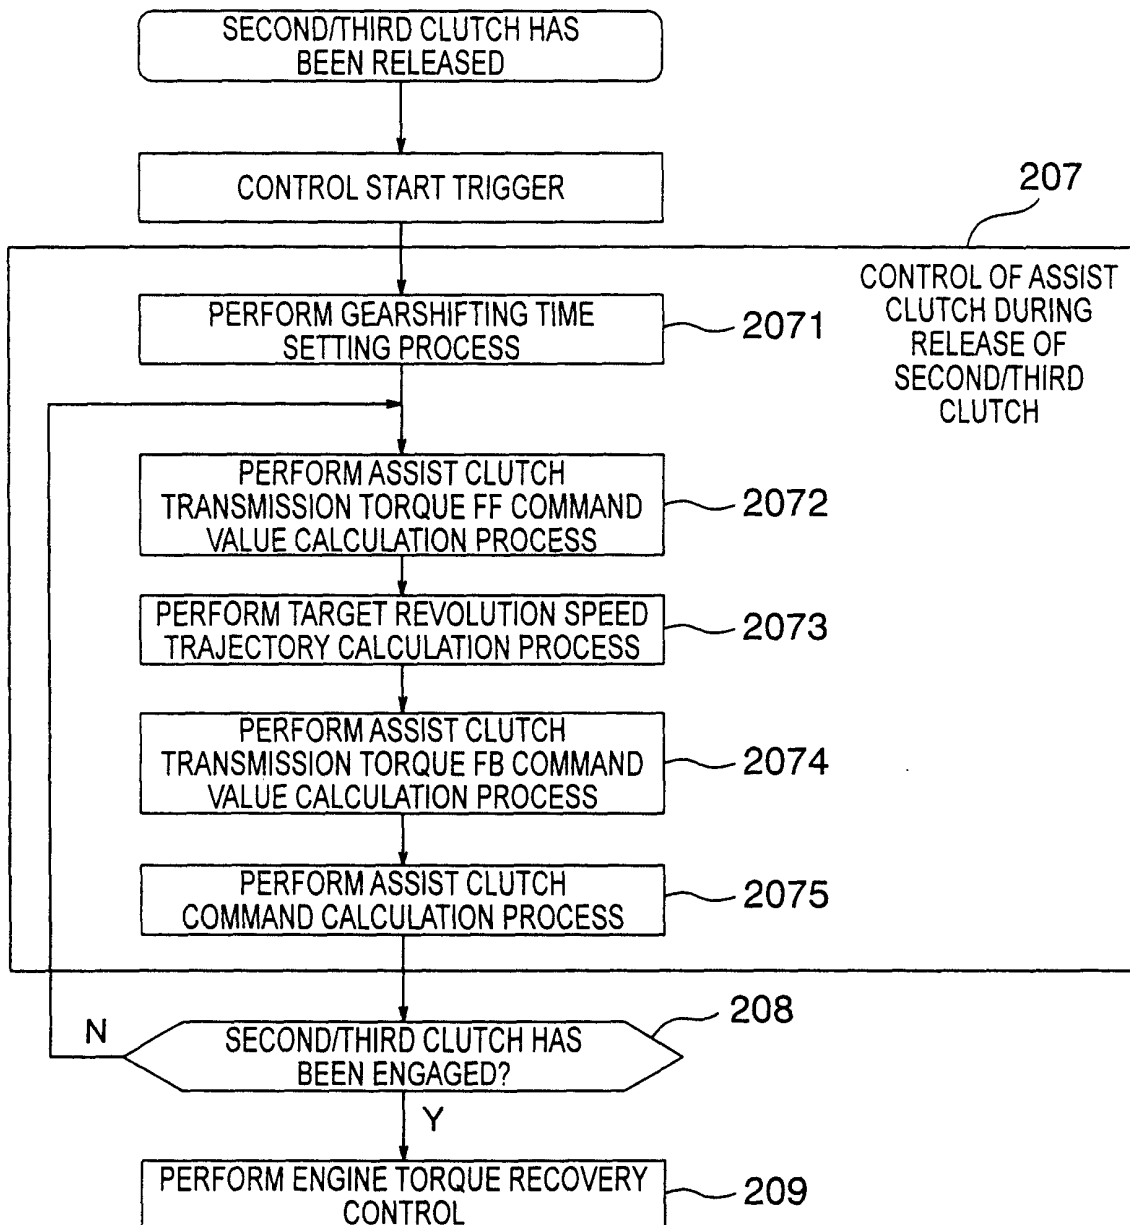 SECOND/THIRD CLUTCH HAS
BEEN RELEASED
CONTROL START TRIGGER
207
CONTROL OF ASSIST
CLUTCH DURING
RELEASE OF
SECOND/THIRD
CLUTCH
PERFORM GEARSHIFTING TIME
SETTING PROCESS
2071
PERFORM ASSIST CLUTCH
TRANSMISSION TORQUE FF COMMAND
VALUE CALCULATION PROCESS
2072
PERFORM TARGET REVOLUTION SPEED
TRAJECTORY CALCULATION PROCESS
2073
PERFORM ASSIST CLUTCH
TRANSMISSION TORQUE FB COMMAND
VALUE CALCULATION PROCESS
2074
PERFORM ASSIST CLUTCH
COMMAND CALCULATION PROCESS
2075
N
SECOND/THIRD CLUTCH HAS
BEEN ENGAGED?
208
Y
PERFORM ENGINE TORQUE RECOVERY
CONTROL
209